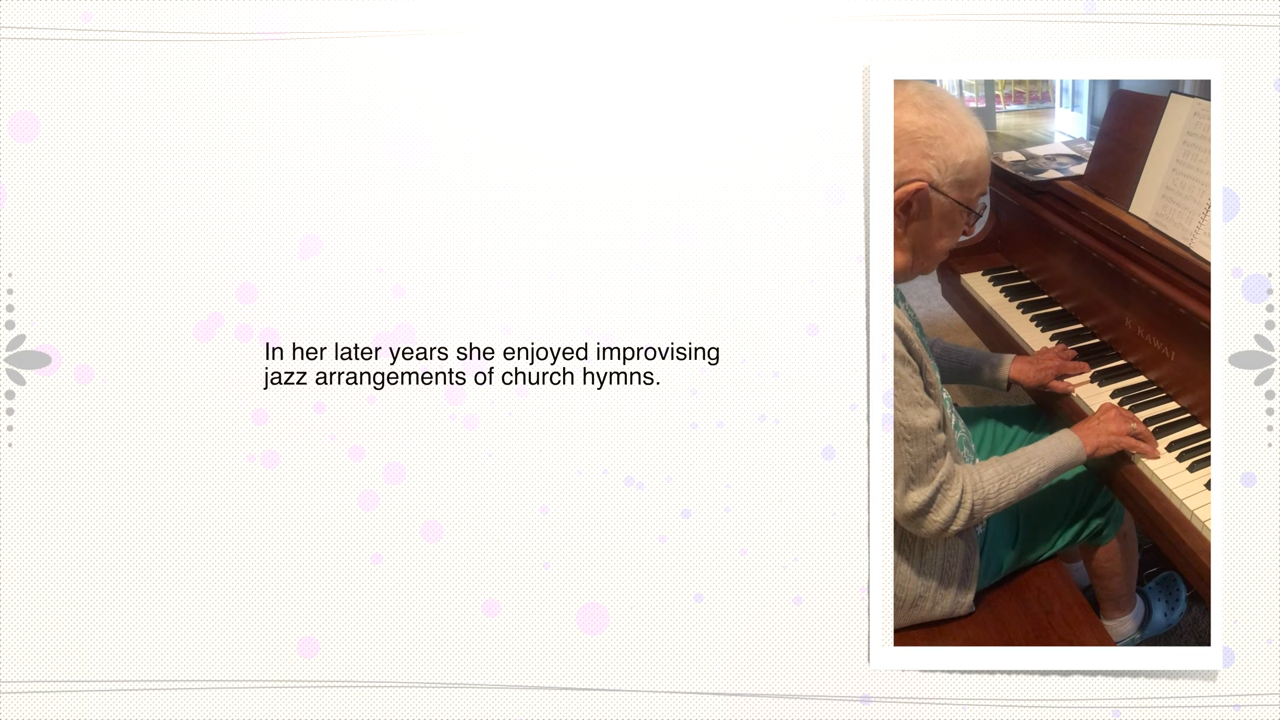 In her later years she enjoyed improvising
jazz arrangements of church hymns.
K KAWAI